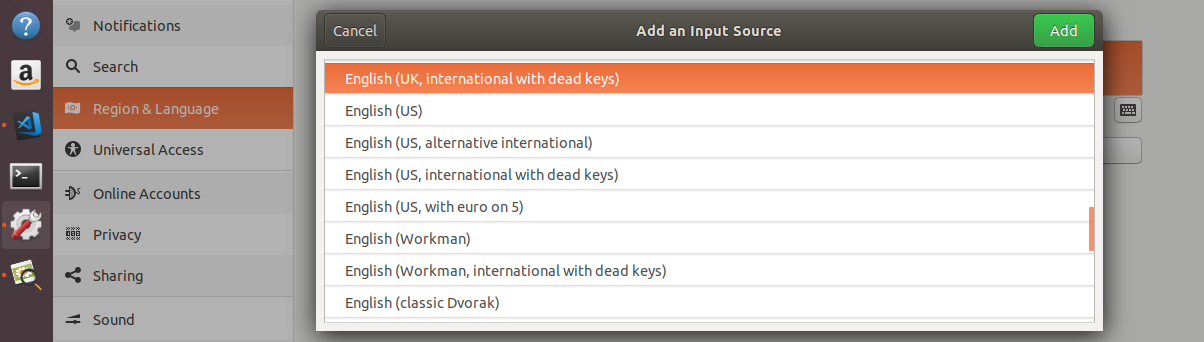 Notifications
Search
Region & Language
Universal Access
Online Accounts
Privacy
Sharing
Sound
Cancel
Add an Input Source
Add
English (UK, international with dead keys)
English (US)
English (US, alternative international)
English (US, international with dead keys)
English (US, with euro on 5)
English (Workman)
English (Workman, international with dead keys)
English (classic Dvorak)